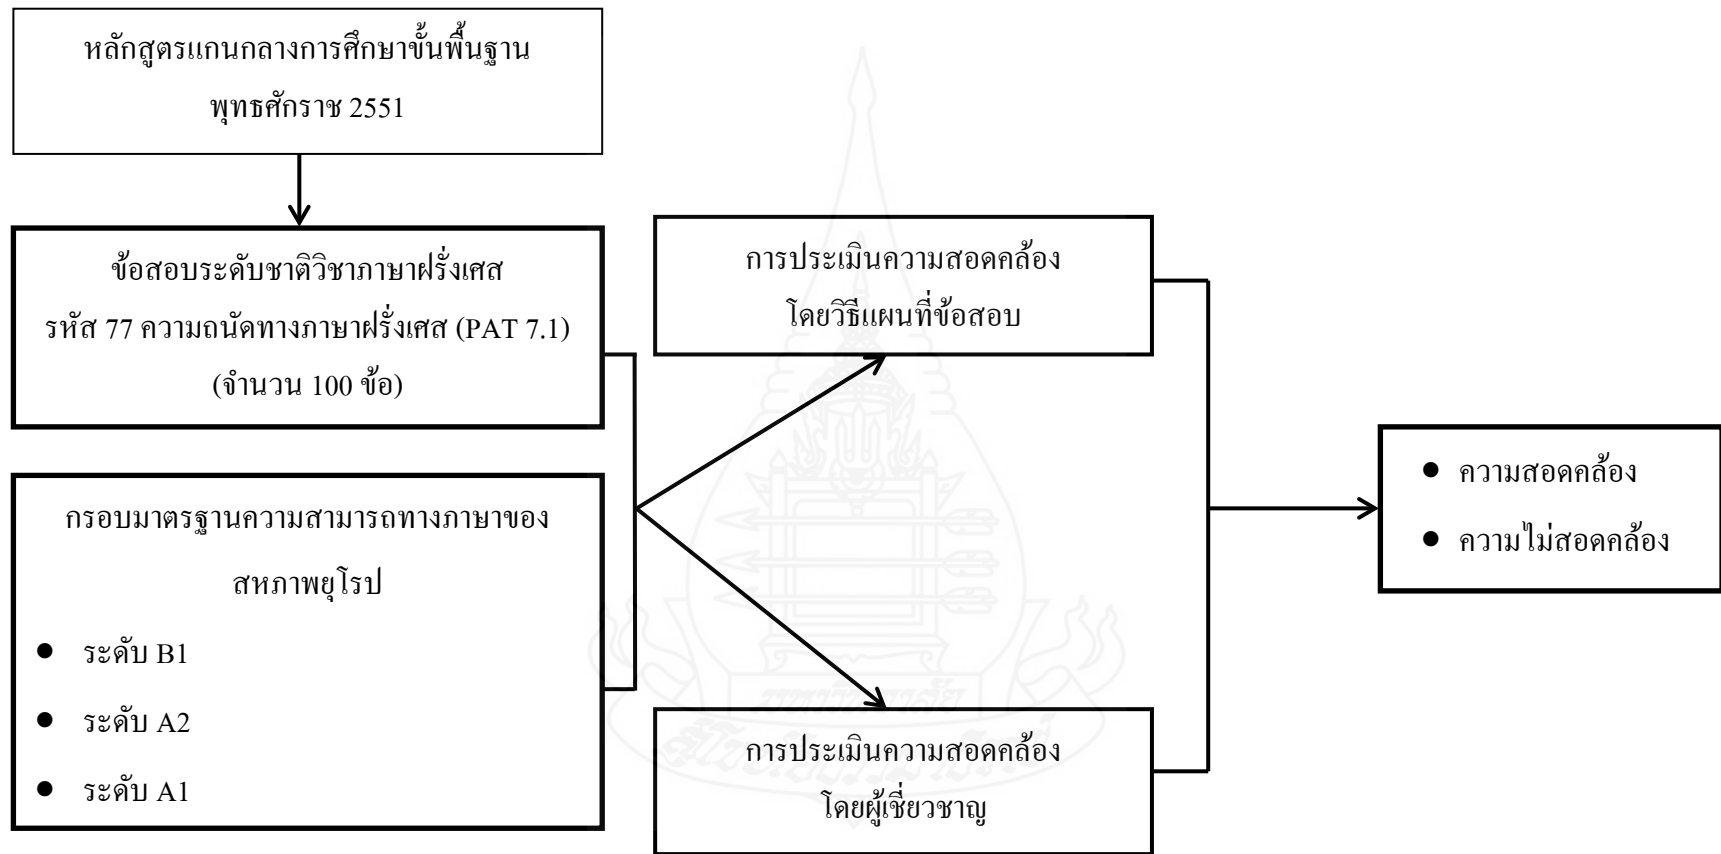 หลักสูตรแกนกลางการศึกษาขั้นพื้นฐาน
พุทธศักราช 2551
ข้อสอบระดับชาติวิชาภาษาฝรั่งเศส
รหัส 77 ความถนัดทางภาษาฝรั่งเศส (PAT 7.1)
(จำนวน 100 ข้อ)
กรอบมาตรฐานความสามารถทางภาษาของ
สหภาพยุโรป
● ระดับ B1
● ระดับ A2
● ระดับ A1
การประเมินความสอดคล้อง
โดยวิธีแผนที่ข้อสอบ
การประเมินความสอดคล้อง
โดยผู้เชี่ยวชาญ
● ความสอดคล้อง
● ความไม่สอดคล้อง